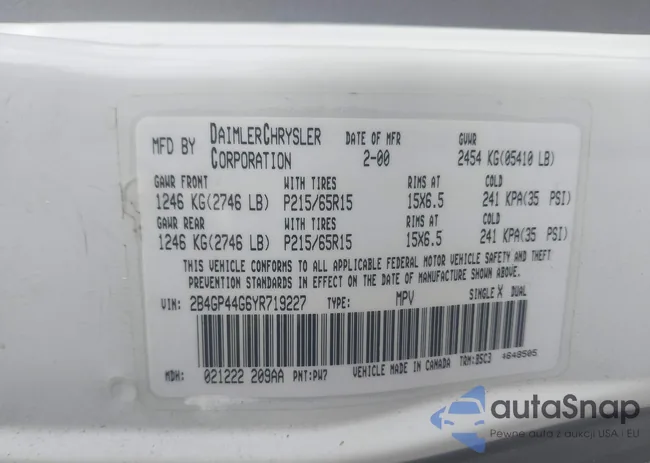 MFD BY DAIMLERCHRYSLER CORPORATION DATE OF MFR 2-00 GVWR 2454 KG(05410 LB)
GAWR FRONT WITH TIRES RIMS AT COLD
1246 KG(2746 LB) P215/65R15 15X6.5 241 KPA(35 PSI)
GAWR REAR WITH TIRES RIMS AT COLD
1246 KG(2746 LB) P215/65R15 15X6.5 241 KPA(35 PSI)
THIS VEHICLE CONFORMS TO ALL APPLICABLE FEDERAL MOTOR VEHICLE SAFETY AND THEFT
PREVENTION STANDARDS IN EFFECT ON THE DATE OF MANUFACTURE SHOWN ABOVE.
VIN: 2B4GP44G6YR719227 TYPE: MPV SINGLE X DUAL
MDH: 021222 209AA PNT:PW7 VEHICLE MADE IN CANADA TRM:B5C3 4648505
autaSnap
Pewne auta z aukcji USA i EU